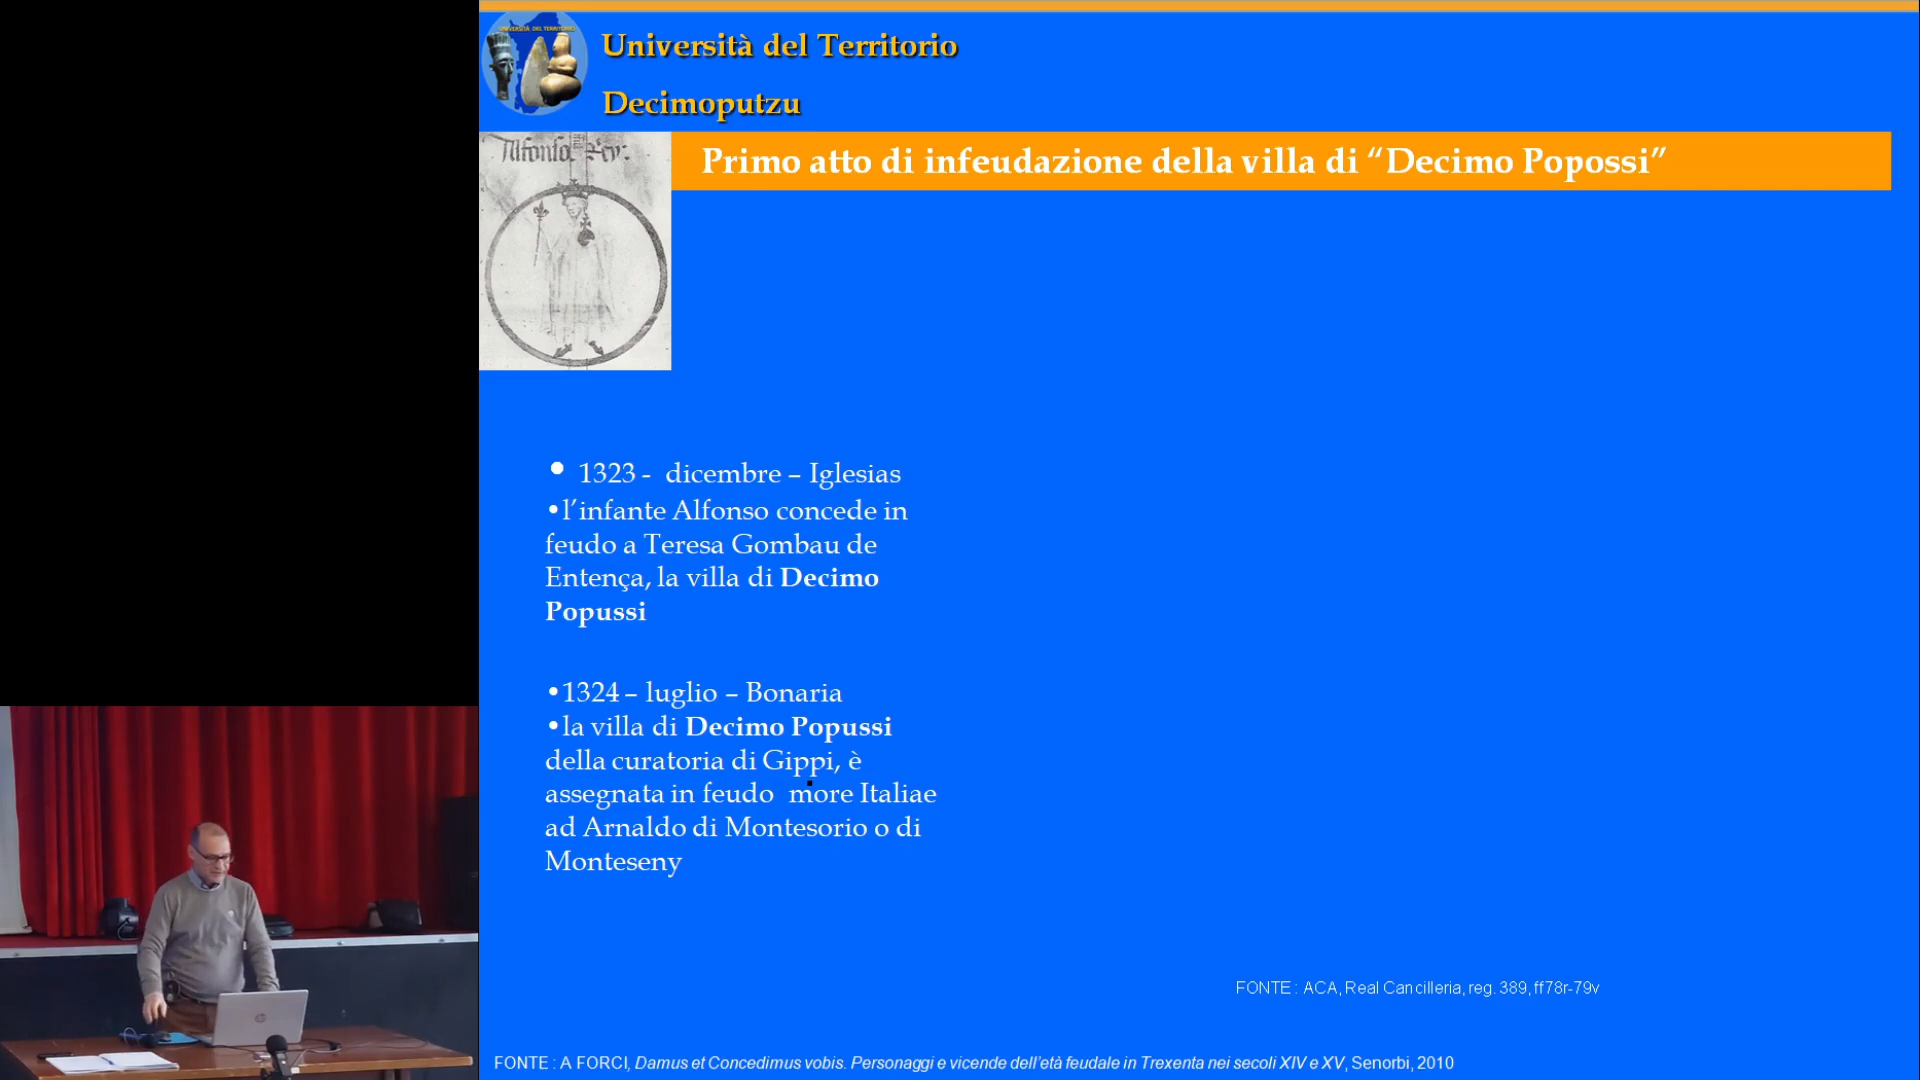 UNIVERSITÀ DEL TERRITORIO
Università del Territorio
Decimoputzu
Alfonso Rey:
Primo atto di infeudazione della villa di “Decimo Popossi”
• 1323 - dicembre – Iglesias
•l’infante Alfonso concede in
feudo a Teresa Gombau de
Entença, la villa di Decimo
Popussi
•1324 – luglio – Bonaria
•la villa di Decimo Popussi
della curatoria di Gippi, è
assegnata in feudo more Italiae
ad Arnaldo di Montesorio o di
Monteseny
FONTE : ACA, Real Cancilleria, reg. 389, ff78r-79v
FONTE : A FORCI, Damus et Concedimus vobis. Personaggi e vicende dell’età feudale in Trexenta nei secoli XIV e XV, Senorbi, 2010